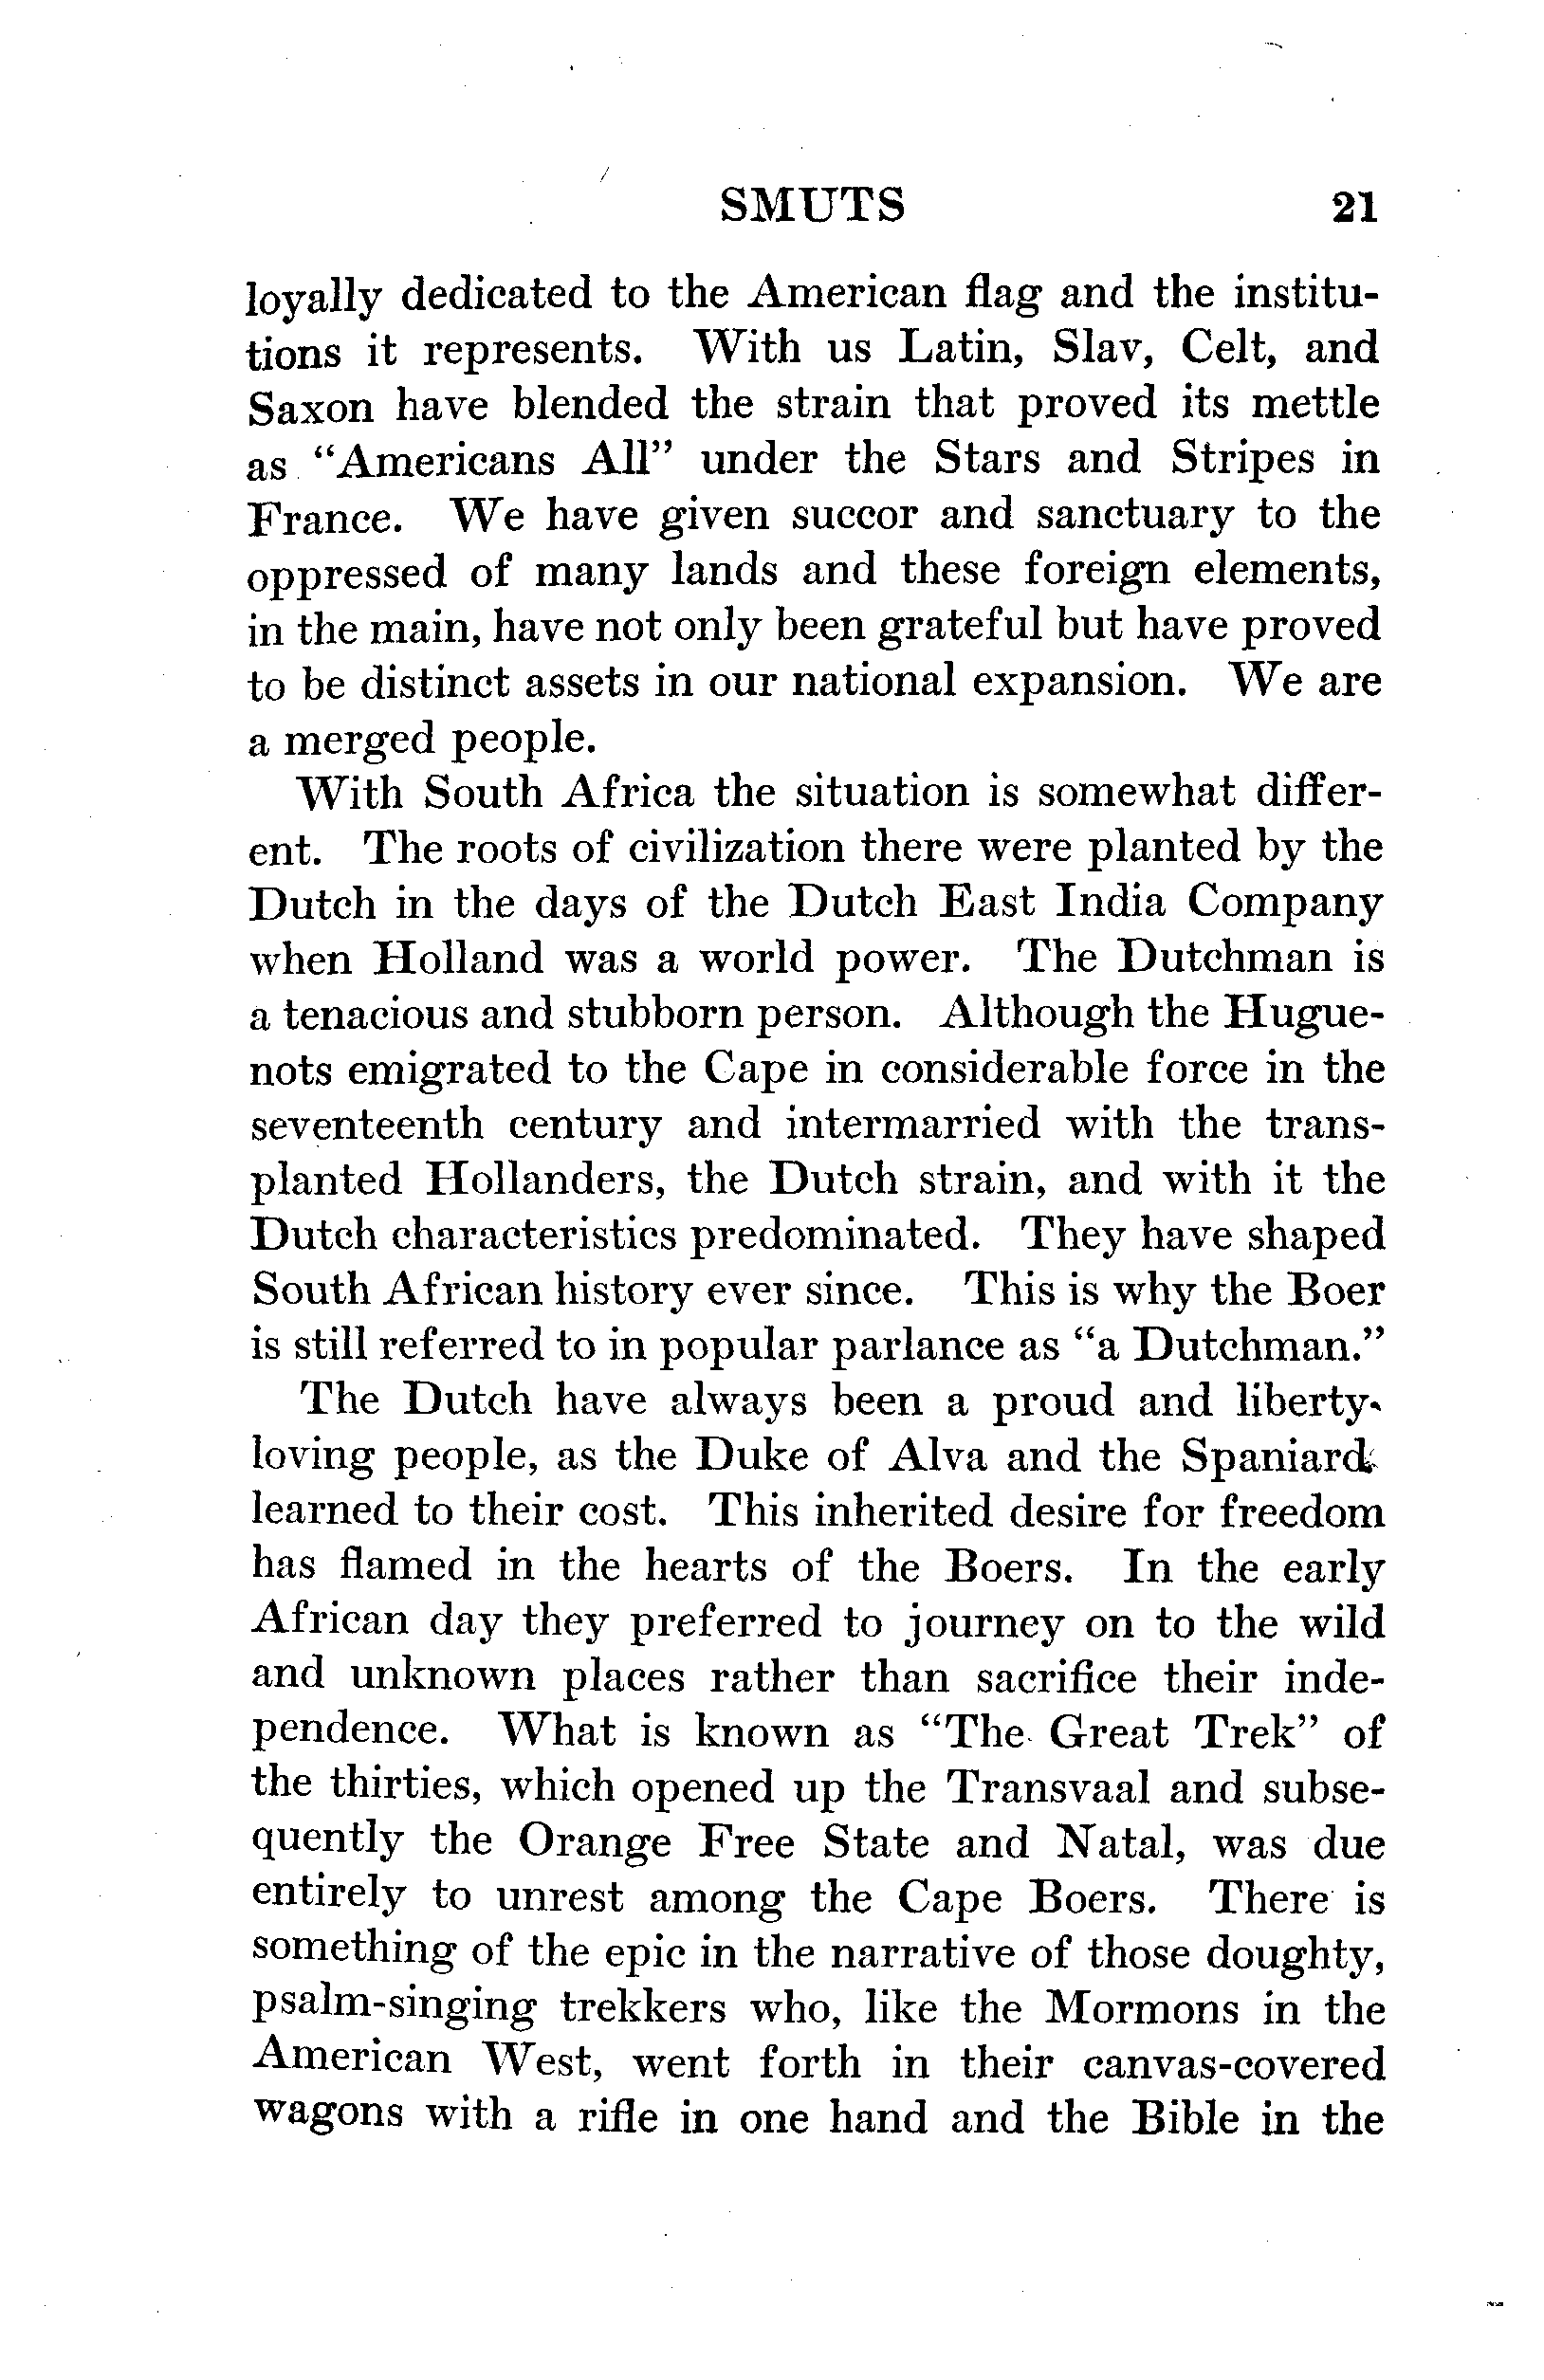 SMUTS 21
loyally dedicated to the American flag and the institu-
tions it represents. With us Latin, Slav, Celt, and
Saxon have blended the strain that proved its mettle
as "Americans All" under the Stars and Stripes in
France. We have given succor and sanctuary to the
oppressed of many lands and these foreign elements,
in the main, have not only been grateful but have proved
to be distinct assets in our national expansion. We are
a merged people.
With South Africa the situation is somewhat differ-
ent. The roots of civilization there were planted by the
Dutch in the days of the Dutch East India Company
when Holland was a world power. The Dutchman is
a tenacious and stubborn person. Although the Hugue-
nots emigrated to the Cape in considerable force in the
seventeenth century and intermarried with the trans-
planted Hollanders, the Dutch strain, and with it the
Dutch characteristics predominated. They have shaped
South African history ever since. This is why the Boer
is still referred to in popular parlance as "a Dutchman."
The Dutch have always been a proud and liberty-
loving people, as the Duke of Alva and the Spaniard
learned to their cost. This inherited desire for freedom
has flamed in the hearts of the Boers. In the early
African day they preferred to journey on to the wild
and unknown places rather than sacrifice their inde-
pendence. What is known as "The Great Trek" of
the thirties, which opened up the Transvaal and subse-
quently the Orange Free State and Natal, was due
entirely to unrest among the Cape Boers. There is
something of the epic in the narrative of those doughty,
psalm-singing trekkers who, like the Mormons in the
American West, went forth in their canvas-covered
wagons with a rifle in one hand and the Bible in the